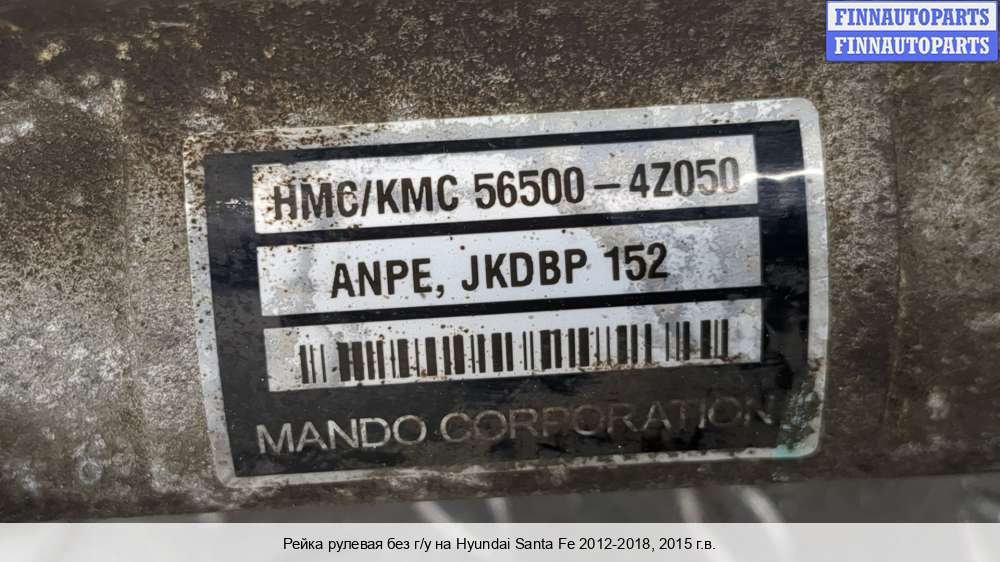 FINNAUTOPARTS
FINNAUTOPARTS
HMC/KMC 56500-4Z050
ANPE, JKDBP 152
MANDO CORPORATION
Рейка рулевая без г/у на Hyundai Santa Fe 2012-2018, 2015 г.в.